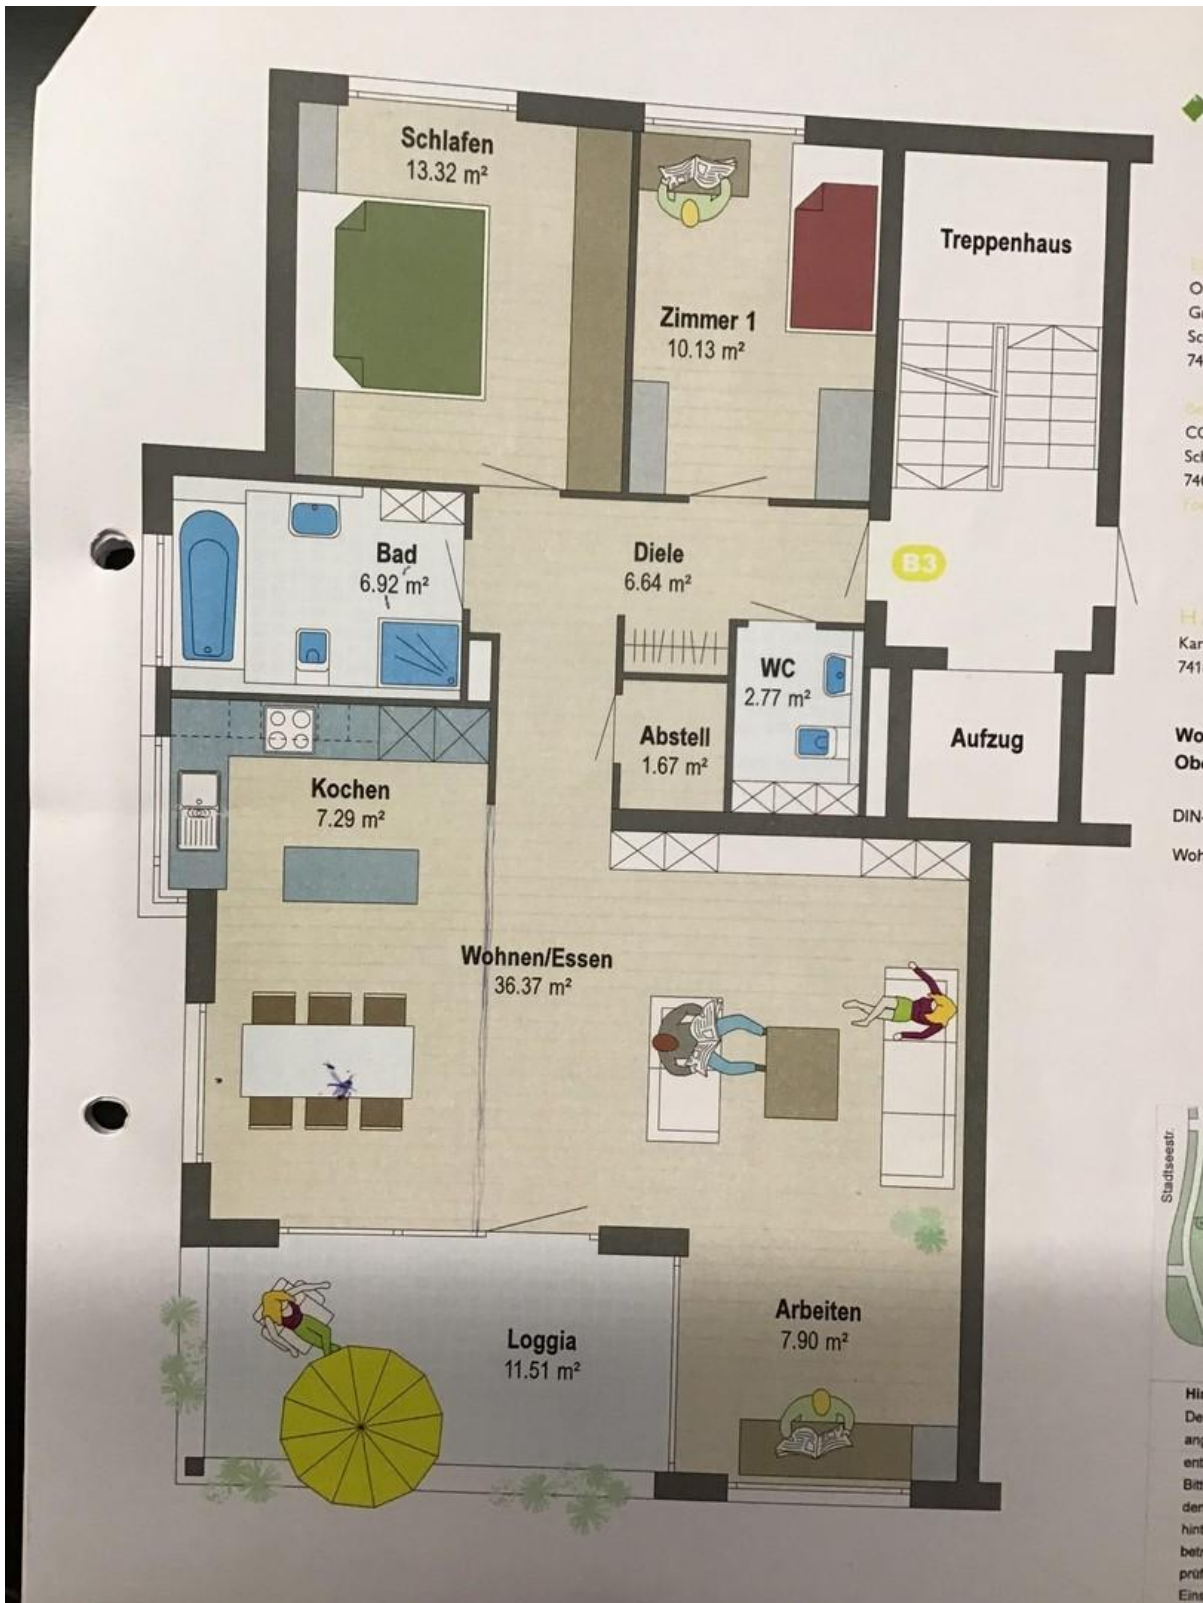 Schlafen
13.32 m²
Zimmer 1
10.13 m²
Treppenhaus
Bad
6.92 m²
Diele
6.64 m²
B3
WC
2.77 m²
Abstell
1.67 m²
Aufzug
Kochen
7.29 m²
Wohnen/Essen
36.37 m²
Arbeiten
7.90 m²
Loggia
11.51 m²
Stadtseestr.
DIN-